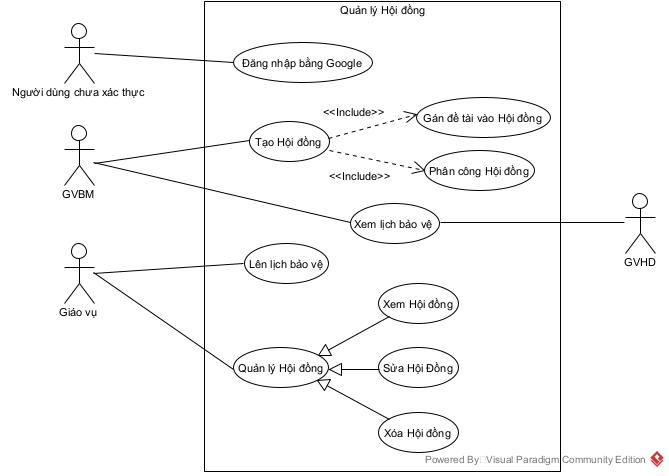 Quản lý Hội đồng
Đăng nhập bằng Google
Người dùng chưa xác thực
<<Include>>
Gán đề tài vào Hội đồng
Tạo Hội đồng
Phân công Hội đồng
<<Include>>
GVBM
Xem lịch bảo vệ
GVHD
Lên lịch bảo vệ
Giáo vụ
Xem Hội đồng
Quản lý Hội đồng
Sửa Hội Đồng
Xóa Hội đồng
Powered By Visual Paradigm Community Edition